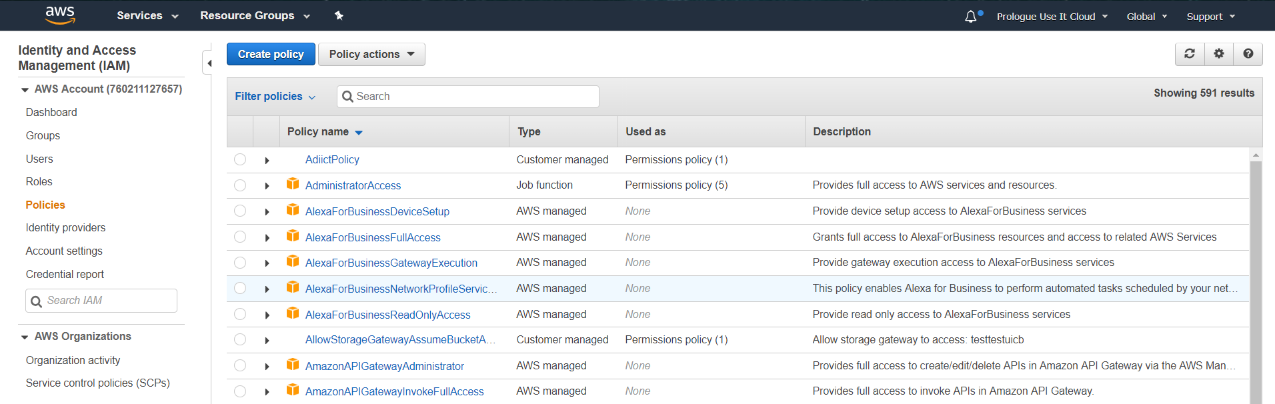 aws Services Resource Groups Prologue Use It Cloud Global Support
Identity and Access
Management (IAM)
AWS Account (760211127657)
Dashboard
Groups
Users
Roles
Policies
Identity providers
Account settings
Credential report
Search IAM
AWS Organizations
Organization activity
Service control policies (SCPs)
Create policy Policy actions
Filter policies Search Showing 591 results
Policy name Type Used as Description
AdiictPolicy Customer managed Permissions policy (1)
AdministratorAccess Job function Permissions policy (5) Provides full access to AWS services and resources.
AlexaForBusinessDeviceSetup AWS managed None Provide device setup access to AlexaForBusiness services
AlexaForBusinessFullAccess AWS managed None Grants full access to AlexaForBusiness resources and access to related AWS Services
AlexaForBusinessGatewayExecution AWS managed None Provide gateway execution access to AlexaForBusiness services
AlexaForBusinessNetworkProfileServic... AWS managed None This policy enables Alexa for Business to perform automated tasks scheduled by your net...
AlexaForBusinessReadOnlyAccess AWS managed None Provide read only access to AlexaForBusiness services
AllowStorageGatewayAssumeBucketA... Customer managed Permissions policy (1) Allow storage gateway to access: testtestuicb
AmazonAPIGatewayAdministrator AWS managed None Provides full access to create/edit/delete APIs in Amazon API Gateway via the AWS Man...
AmazonAPIGatewayInvokeFullAccess AWS managed None Provides full access to invoke APIs in Amazon API Gateway.